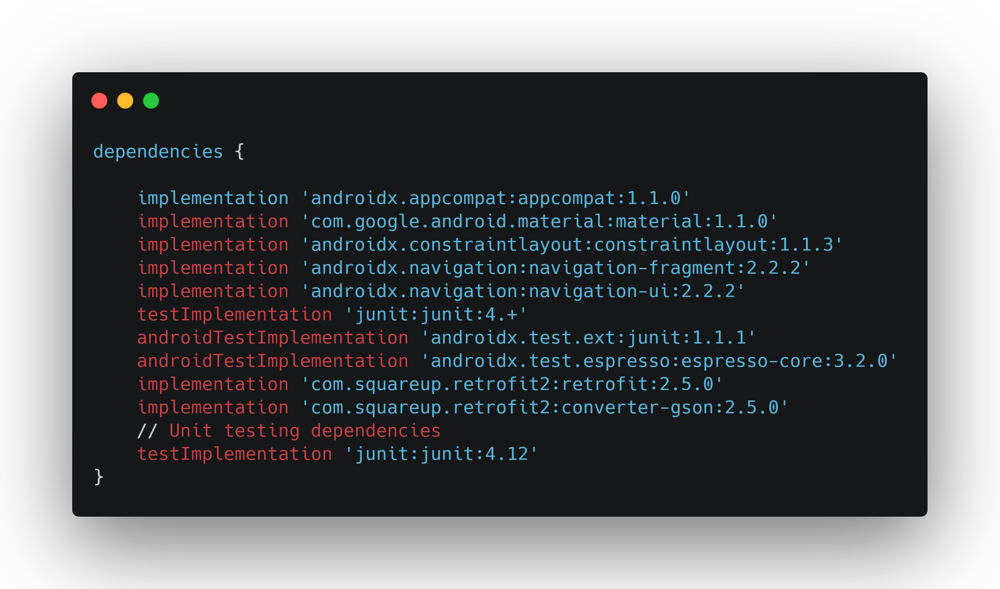 dependencies {
implementation 'androidx.appcompat:appcompat:1.1.0'
implementation 'com.google.android.material:material:1.1.0'
implementation 'androidx.constraintlayout:constraintlayout:1.1.3'
implementation 'androidx.navigation:navigation-fragment:2.2.2'
implementation 'androidx.navigation:navigation-ui:2.2.2'
testImplementation 'junit:junit:4.+'
androidTestImplementation 'androidx.test.ext:junit:1.1.1'
androidTestImplementation 'androidx.test.espresso:espresso-core:3.2.0'
implementation 'com.squareup.retrofit2:retrofit:2.5.0'
implementation 'com.squareup.retrofit2:converter-gson:2.5.0'
// Unit testing dependencies
testImplementation 'junit:junit:4.12'
}